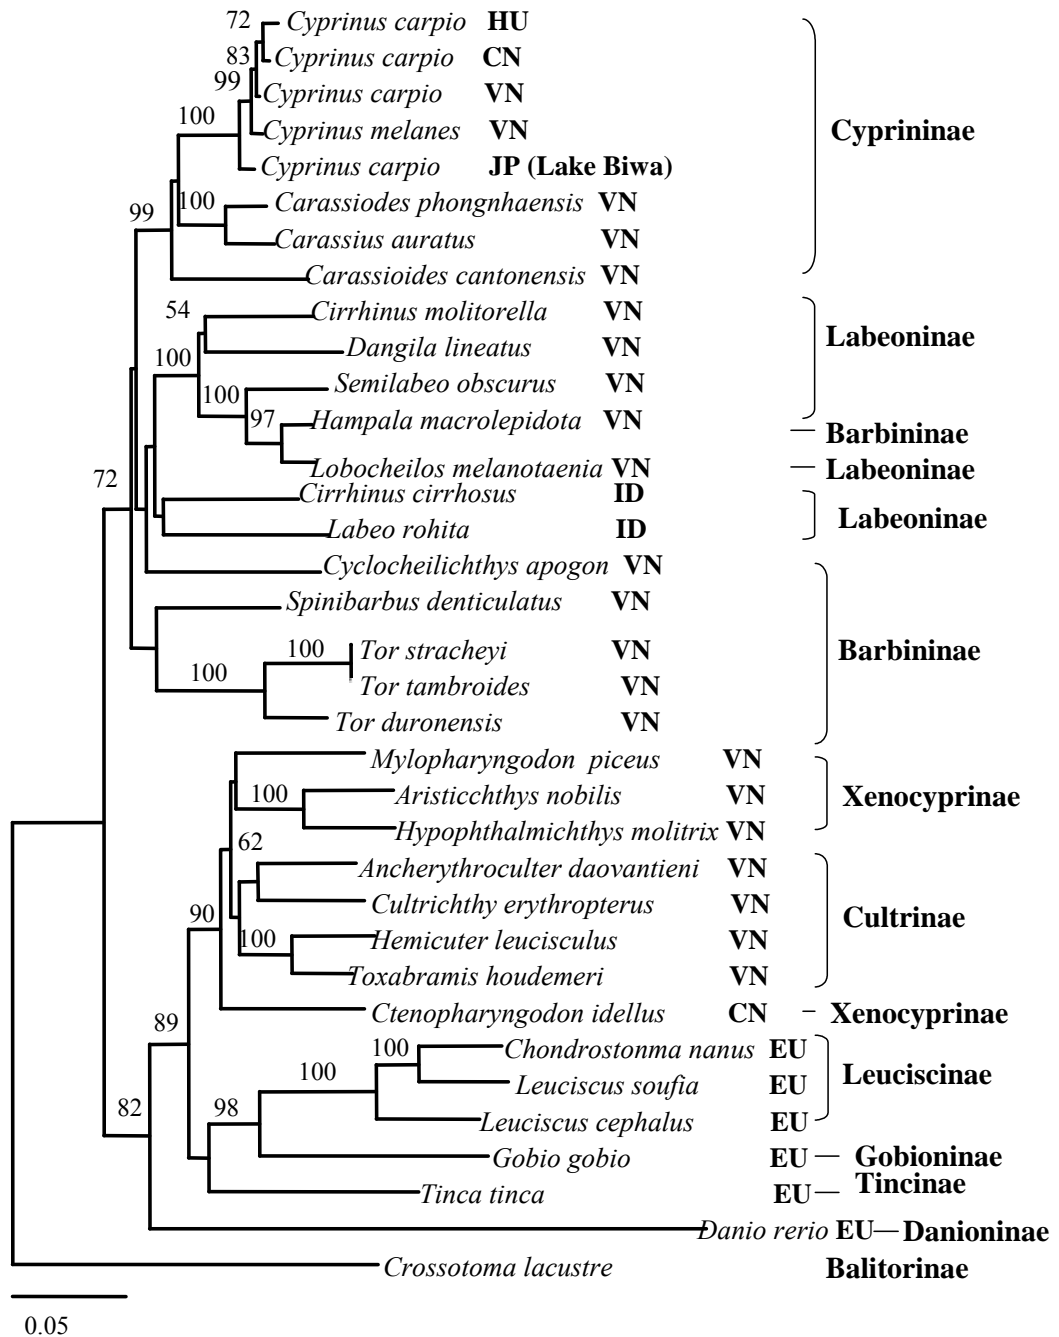 72 Cyprinus carpio HU
83 Cyprinus carpio CN
99 Cyprinus carpio VN
100 Cyprinus melanes VN Cyprininae
Cyprinus carpio JP (Lake Biwa)
99 100 Carassiodes phongnhaensis VN
Carassius auratus VN
Carassioides cantonensis VN
54 Cirrhinus molitorella VN
Labeoninae
100 Dangila lineatus VN
100 Semilabeo obscurus VN
97 Hampala macrolepidota VN Barbininae
72 Lobocheilos melanotaenia VN Labeoninae
Cirrhinus cirrhosus ID
Labeoninae
Labeo rohita ID
Cyclocheilichthys apogon VN
Spinibarbus denticulatus VN
100 100 Tor stracheyi VN Barbininae
Tor tambroides VN
Tor duronensis VN
Mylopharyngodon piceus VN
100 Aristicchthys nobilis VN Xenocyprinae
Hypophthalmichthys molitrix VN
62
Ancherythroculter daovantieni VN
90 Cultrichthy erythropterus VN Cultrinae
100 Hemicuter leucisculus VN
Toxabramis houdemeri VN
Ctenopharyngodon idellus CN Xenocyprinae
89 100 Chondrostonma nanus EU
100 Leuciscus soufia EU Leuciscinae
82 98 Leuciscus cephalus EU
Gobio gobio EU Gobioninae
Tinca tinca EU Tincinae
Danio rerio EU Danioninae
Crossotoma lacustre Balitorinae
0.05